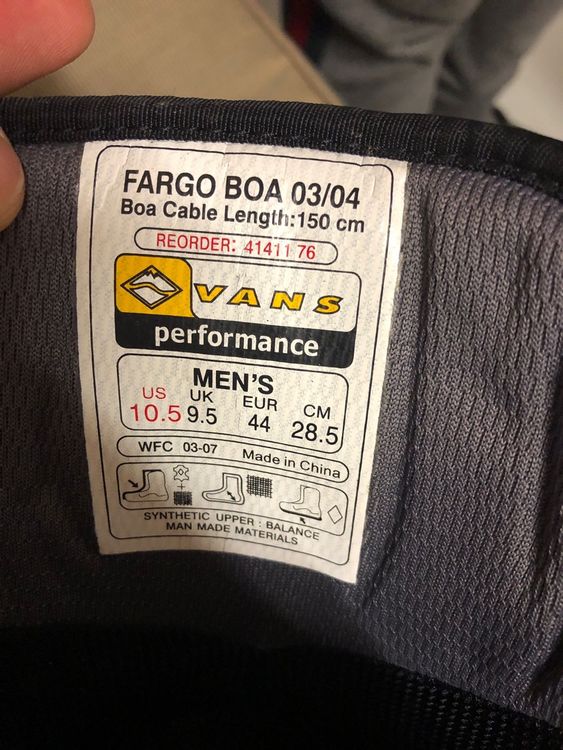 FARGO BOA 03/04
Boa Cable Length:150 cm
REORDER: 41411 76
VANS
performance
MEN'S
US UK EUR CM
10.5 9.5 44 28.5
WFC 03-07 Made in China
SYNTHETIC UPPER : BALANCE
MAN MADE MATERIALS